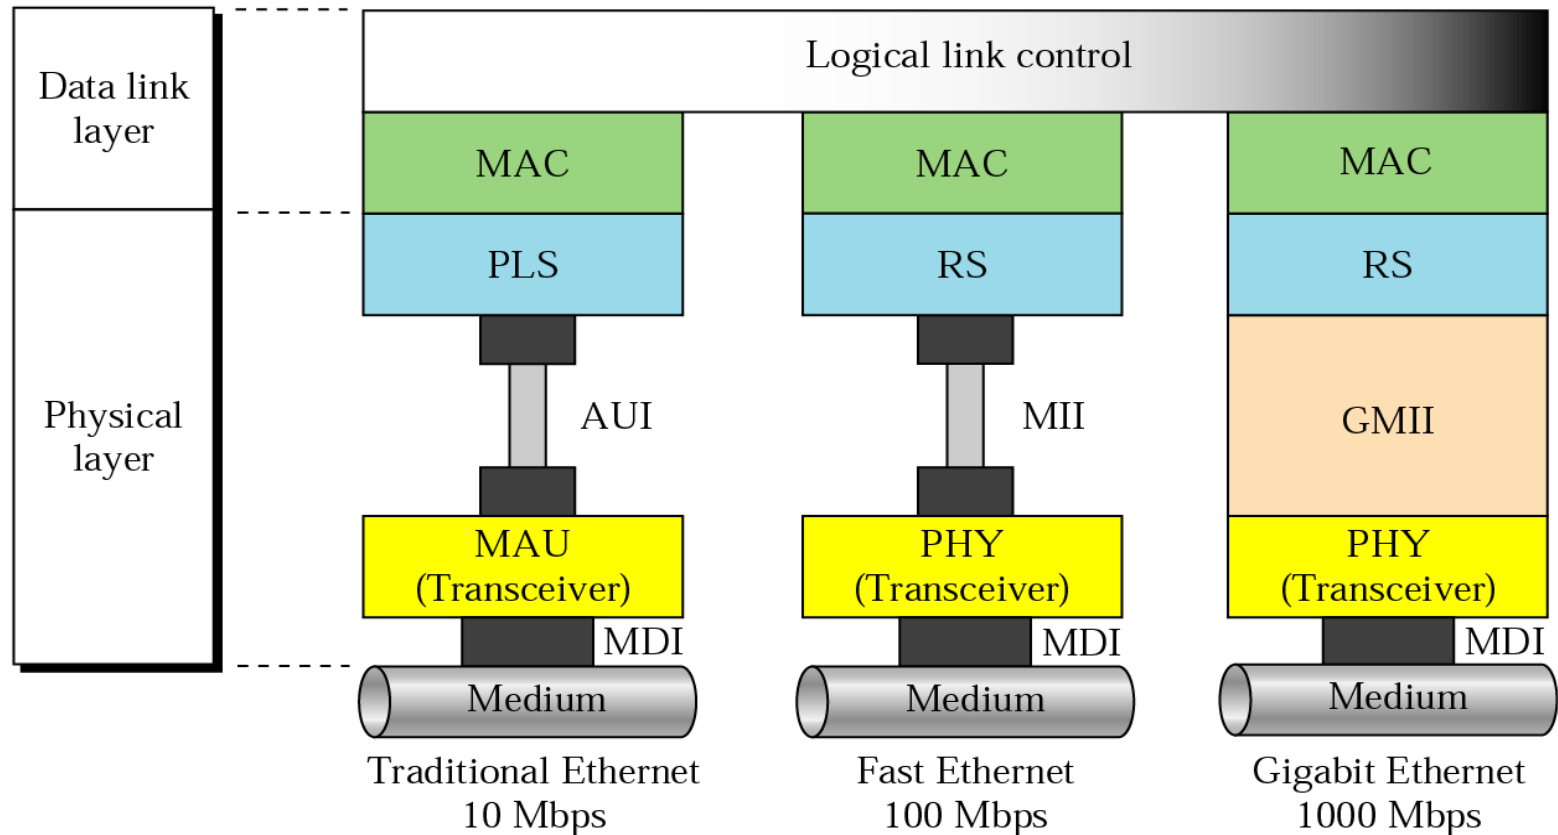 Data link
layer
Physical
layer
Logical link control
MAC
PLS
AUI
MAU
(Transceiver)
MDI
Medium
Traditional Ethernet
10 Mbps
MAC
RS
MII
PHY
(Transceiver)
MDI
Medium
Fast Ethernet
100 Mbps
MAC
RS
GMII
PHY
(Transceiver)
MDI
Medium
Gigabit Ethernet
1000 Mbps